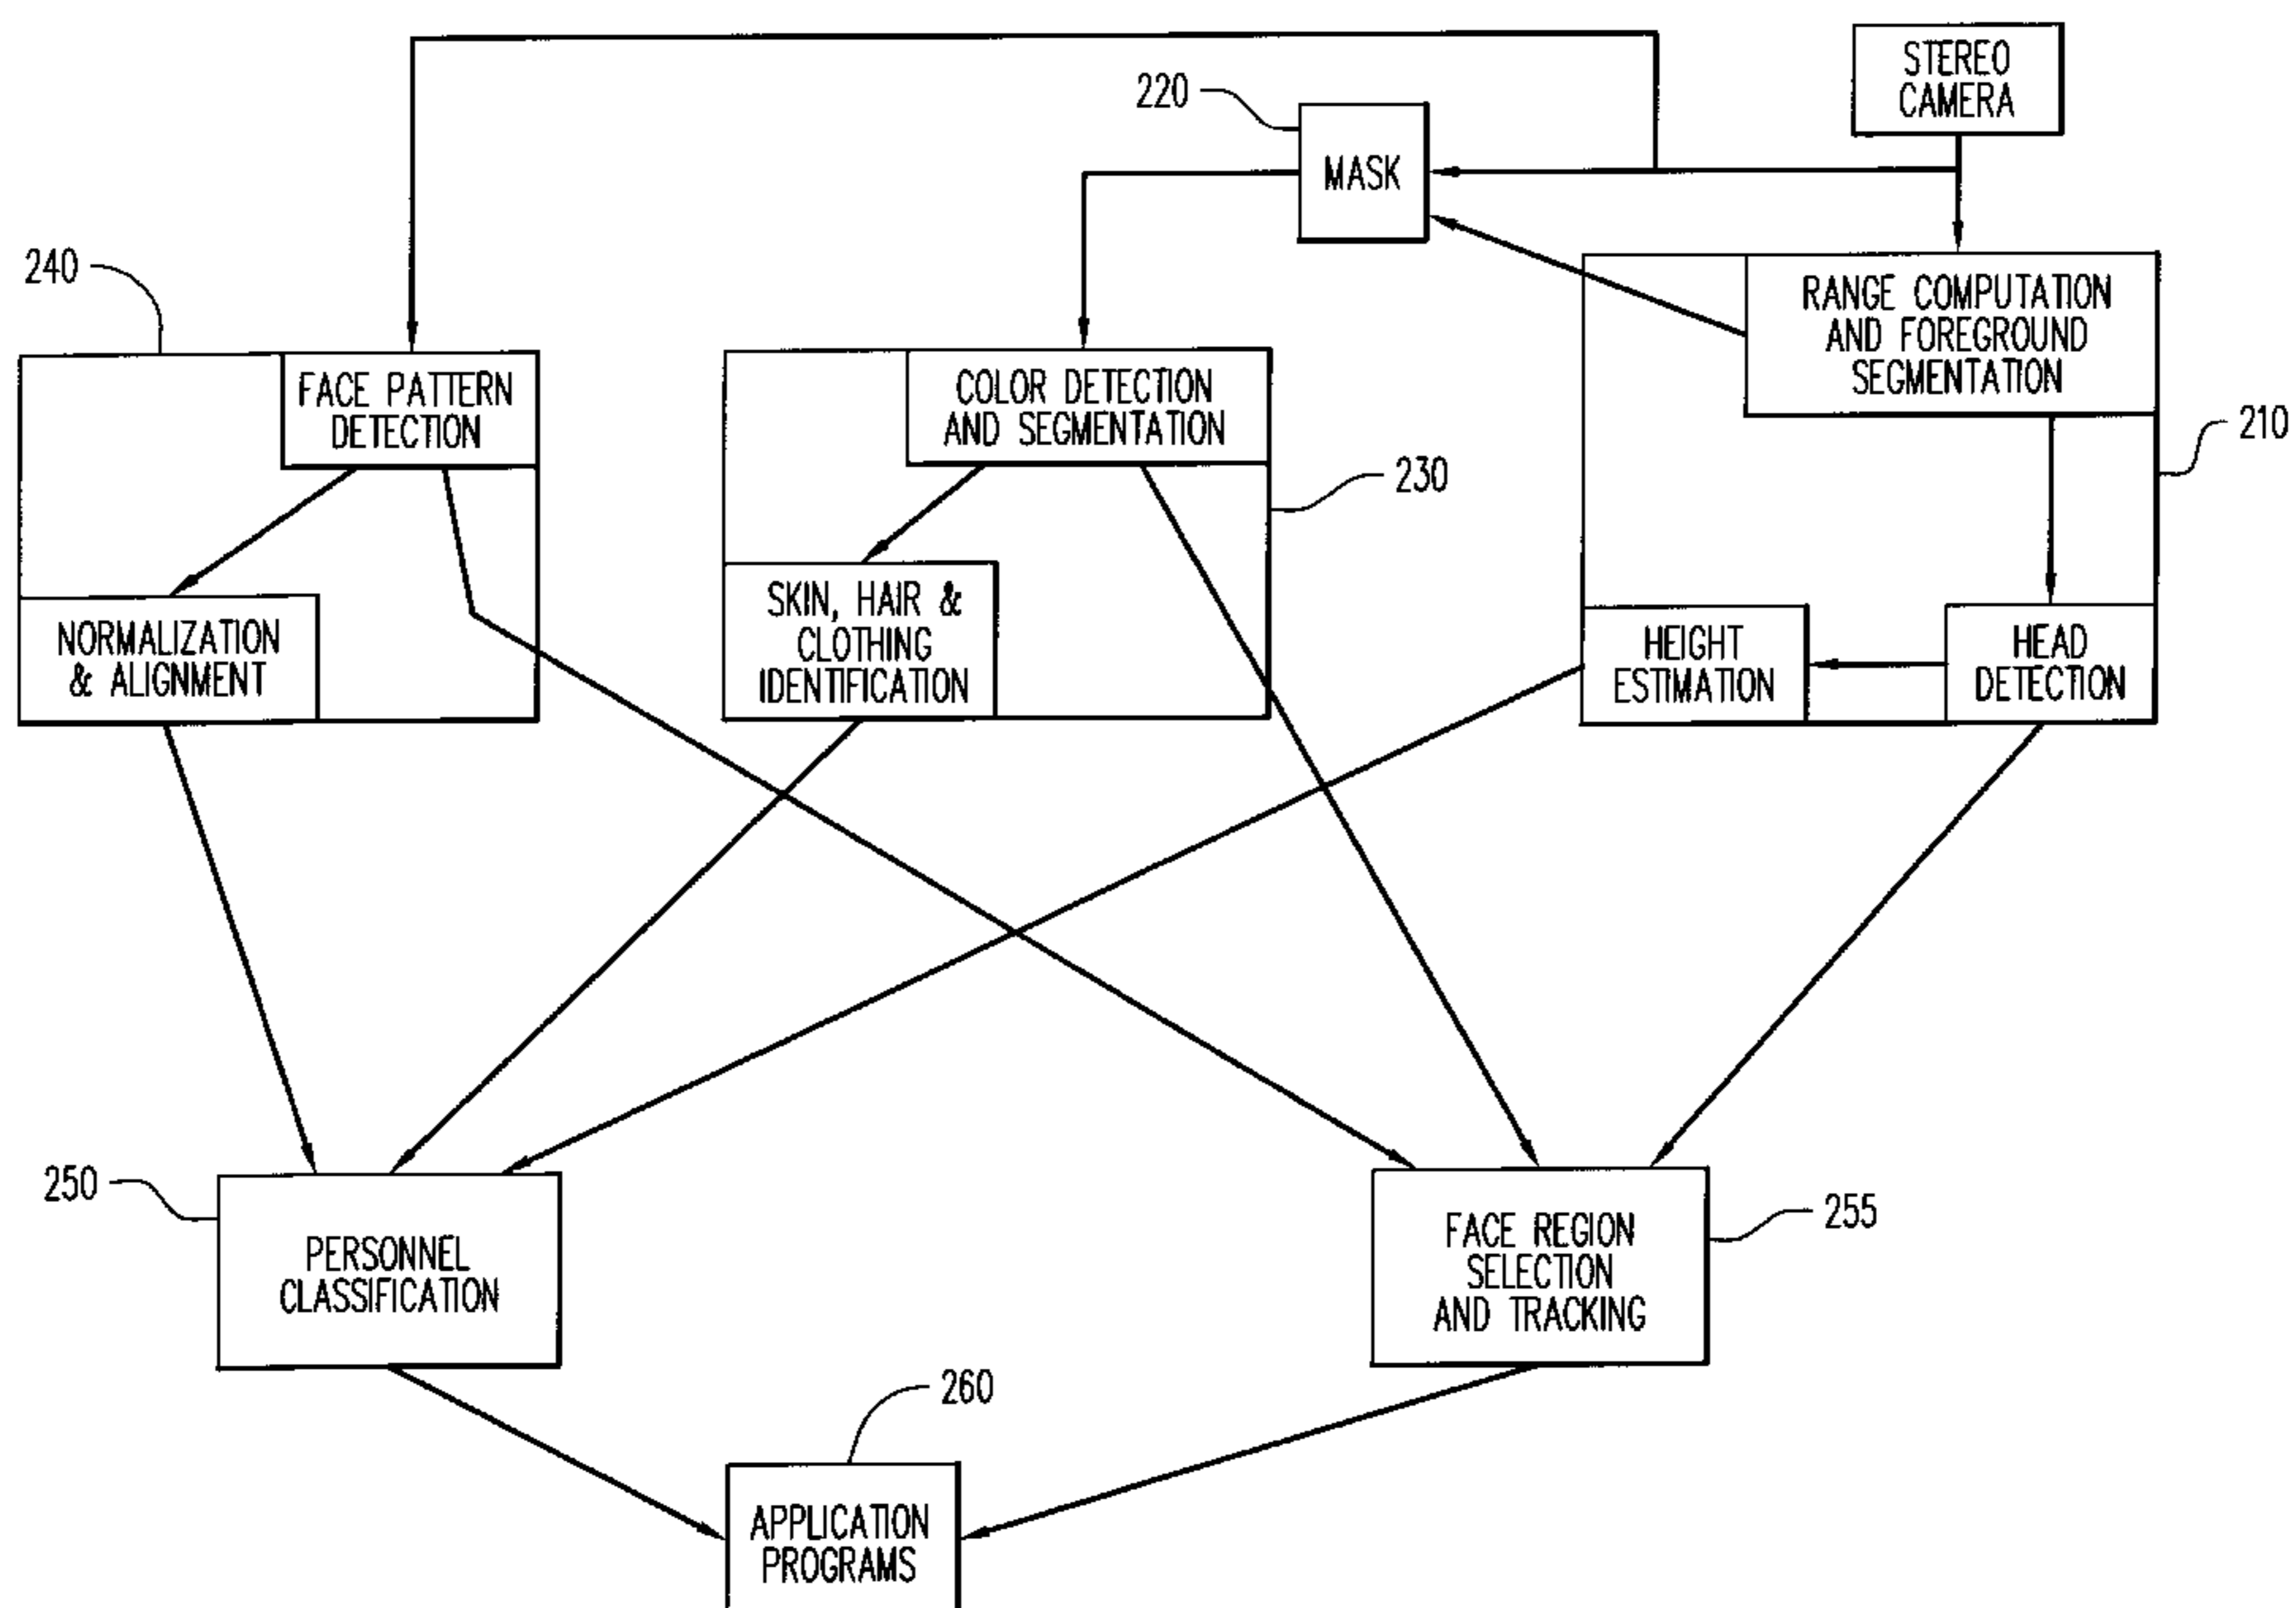 STEREO
CAMERA
220
MASK
240
RANGE COMPUTATION
AND FOREGROUND
SEGMENTATION
FACE PATTERN
DETECTION
COLOR DETECTION
AND SEGMENTATION
210
230
SKIN, HAIR &
CLOTHING
IDENTIFICATION
NORMALIZATION
& ALIGNMENT
HEIGHT
ESTIMATION
HEAD
DETECTION
250
PERSONNEL
CLASSIFICATION
255
FACE REGION
SELECTION
AND TRACKING
260
APPLICATION
PROGRAMS